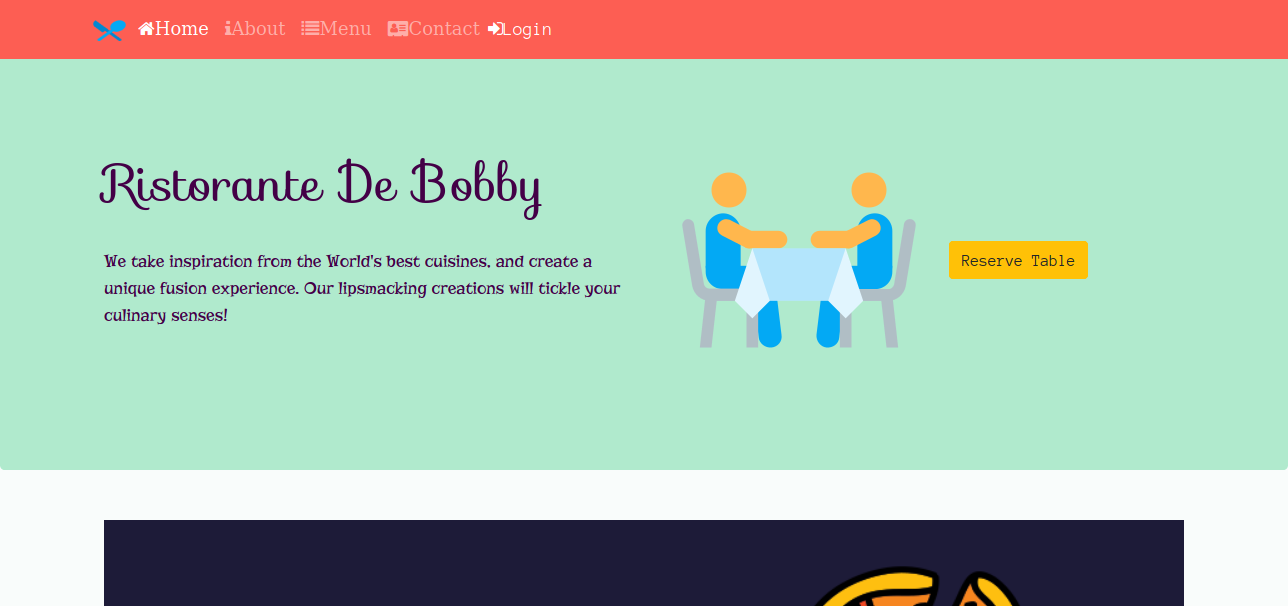 Home About Menu Contact Login
Ristorante De Bobby
We take inspiration from the World's best cuisines, and create a
unique fusion experience. Our lipsmacking creations will tickle your
culinary senses!
Reserve Table